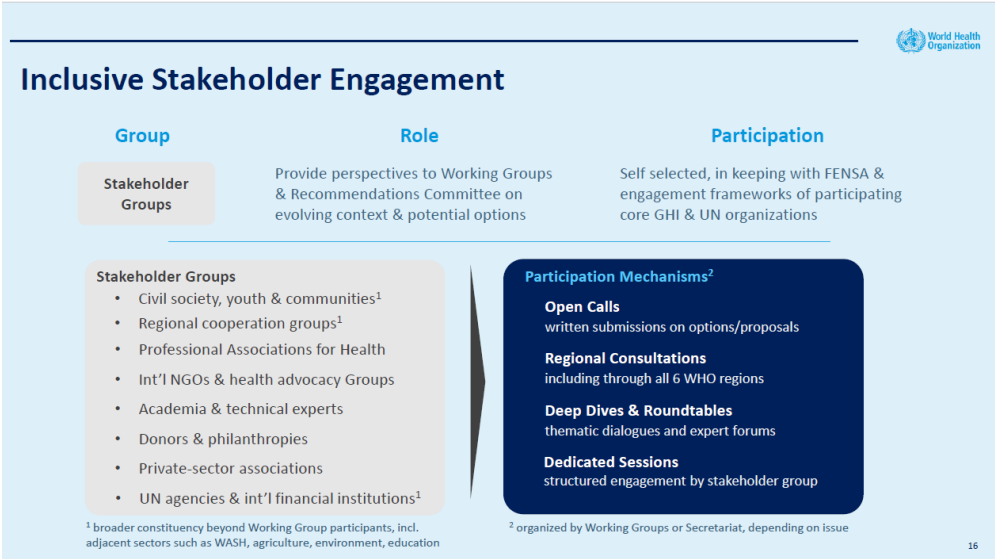 World Health
Organization
Inclusive Stakeholder Engagement
Group
Role
Participation
Stakeholder
Groups
Provide perspectives to Working Groups
& Recommendations Committee on
evolving context & potential options
Self selected, in keeping with FENSA &
engagement frameworks of participating
core GHI & UN organizations
Stakeholder Groups
• Civil society, youth & communities¹
• Regional cooperation groups¹
• Professional Associations for Health
• Int’l NGOs & health advocacy Groups
• Academia & technical experts
• Donors & philanthropies
• Private-sector associations
• UN agencies & int’l financial institutions¹
Participation Mechanisms²
Open Calls
written submissions on options/proposals
Regional Consultations
including through all 6 WHO regions
Deep Dives & Roundtables
thematic dialogues and expert forums
Dedicated Sessions
structured engagement by stakeholder group
¹ broader constituency beyond Working Group participants, incl.
adjacent sectors such as WASH, agriculture, environment, education
² organized by Working Groups or Secretariat, depending on issue
16